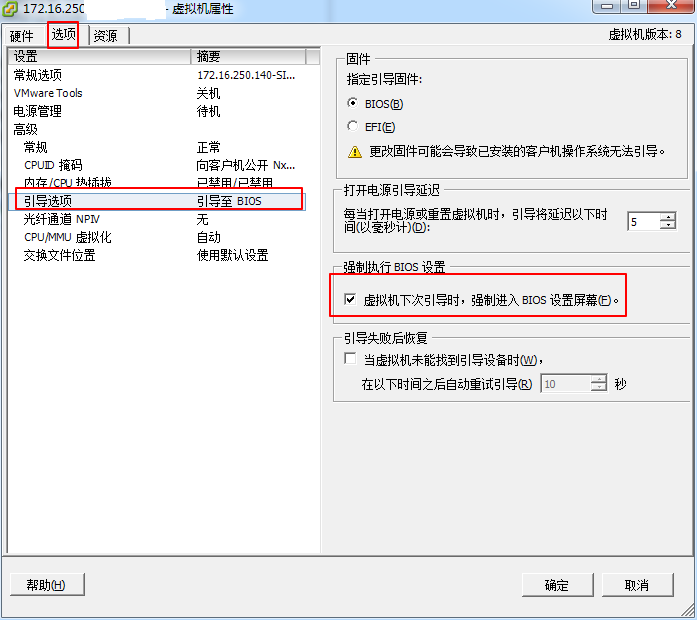 172.16.250 - 虚拟机属性
硬件 选项 资源 虚拟机版本: 8
设置 摘要
常规选项 172.16.250.140-SI...
VMware Tools 关机
电源管理 待机
高级
常规 正常
CPUID 掩码 向客户机公开 Nx...
内存/CPU 热插拔 已禁用/已禁用
引导选项 引导至 BIOS
光纤通道 NPIV 无
CPU/MMU 虚拟化 自动
交换文件位置 使用默认设置
固件
指定引导固件:
BIOS(B)
EFI(E)
更改固件可能会导致已安装的客户机操作系统无法引导。
打开电源引导延迟
每当打开电源或重置虚拟机时，引导将延迟以下时
间(以毫秒计)(D):
5
强制执行 BIOS 设置
虚拟机下次引导时，强制进入 BIOS 设置屏幕(F)。
引导失败后恢复
当虚拟机未能找到引导设备时(W)，
在以下时间之后自动重试引导(R) 10 秒
帮助(H) 确定 取消